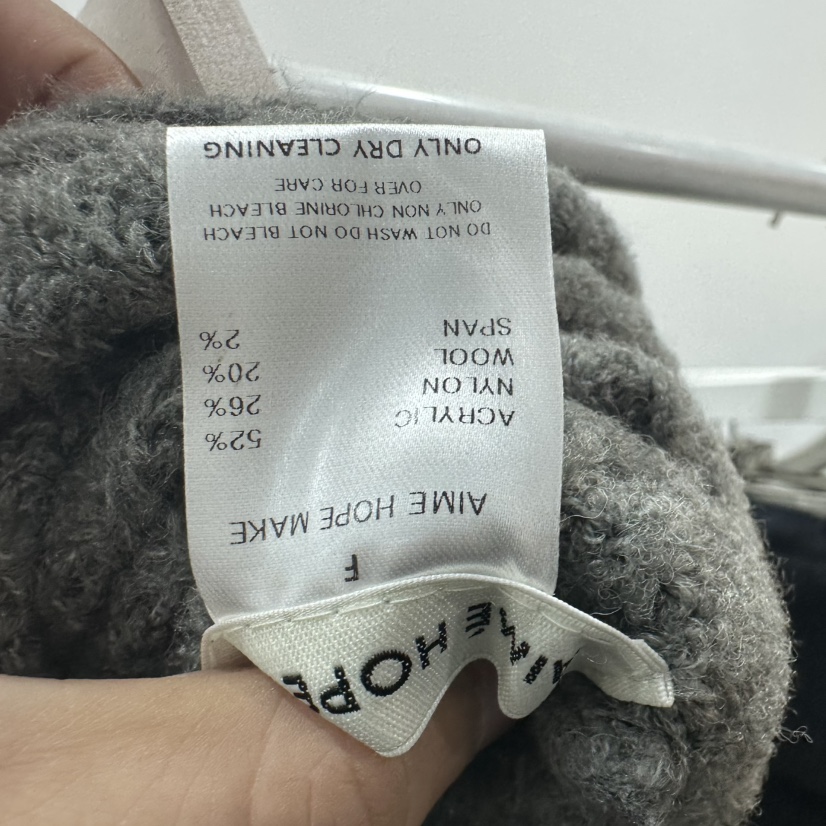 AIME HOPE
F
AIME HOPE MAKE
ACRYLIC 52%
NYLON 26%
WOOL 20%
SPAN 2%
DO NOT WASH DO NOT BLEACH
ONLY NON CHLORINE BLEACH
OVER FOR CARE
ONLY DRY CLEANING